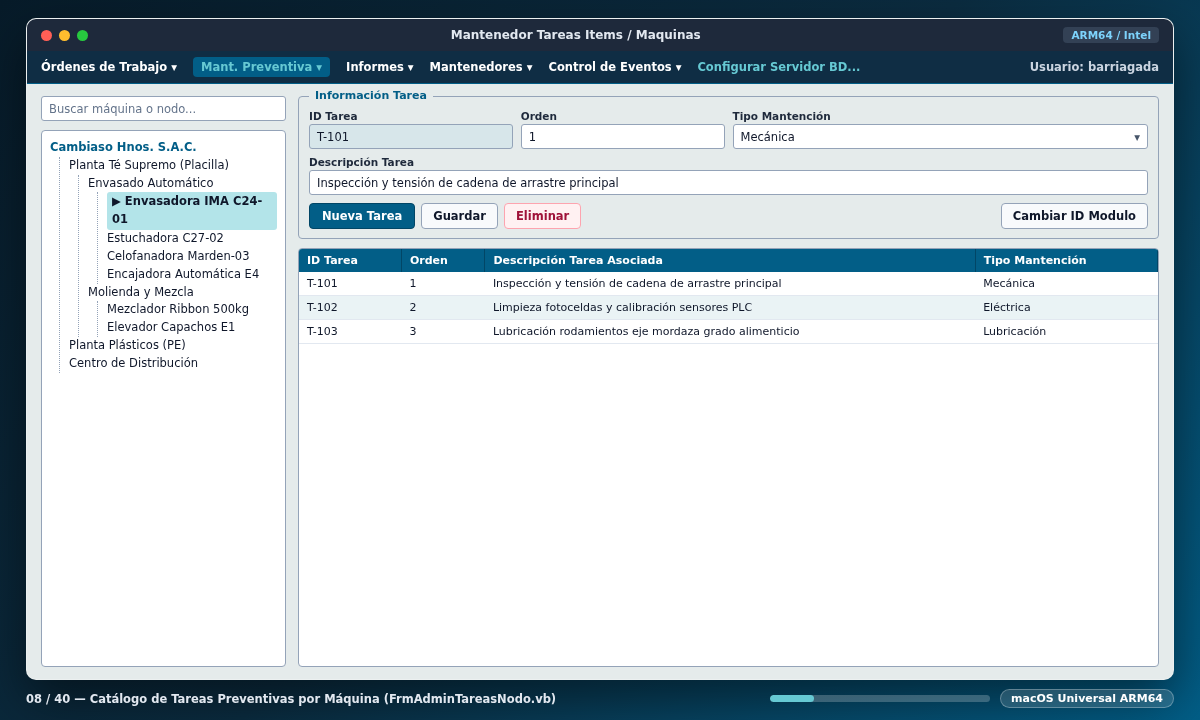 Mantenedor Tareas Items / Maquinas
ARM64 / Intel
Órdenes de Trabajo ▾ Mant. Preventiva ▾ Informes ▾ Mantenedores ▾ Control de Eventos ▾ Configurar Servidor BD... Usuario: barriagada
Buscar máquina o nodo...
Cambiaso Hnos. S.A.C.
Planta Té Supremo (Placilla)
Envasado Automático
▶ Envasadora IMA C24-
01
Estuchadora C27-02
Celofanadora Marden-03
Encajadora Automática E4
Molienda y Mezcla
Mezclador Ribbon 500kg
Elevador Capachos E1
Planta Plásticos (PE)
Centro de Distribución
Información Tarea
ID Tarea Orden Tipo Mantención
T-101 1 Mecánica ▾
Descripción Tarea
Inspección y tensión de cadena de arrastre principal
Nueva Tarea Guardar Eliminar Cambiar ID Modulo
ID Tarea Orden Descripción Tarea Asociada Tipo Mantención
T-101 1 Inspección y tensión de cadena de arrastre principal Mecánica
T-102 2 Limpieza fotoceldas y calibración sensores PLC Eléctrica
T-103 3 Lubricación rodamientos eje mordaza grado alimenticio Lubricación
08 / 40 — Catálogo de Tareas Preventivas por Máquina (FrmAdminTareasNodo.vb)
macOS Universal ARM64